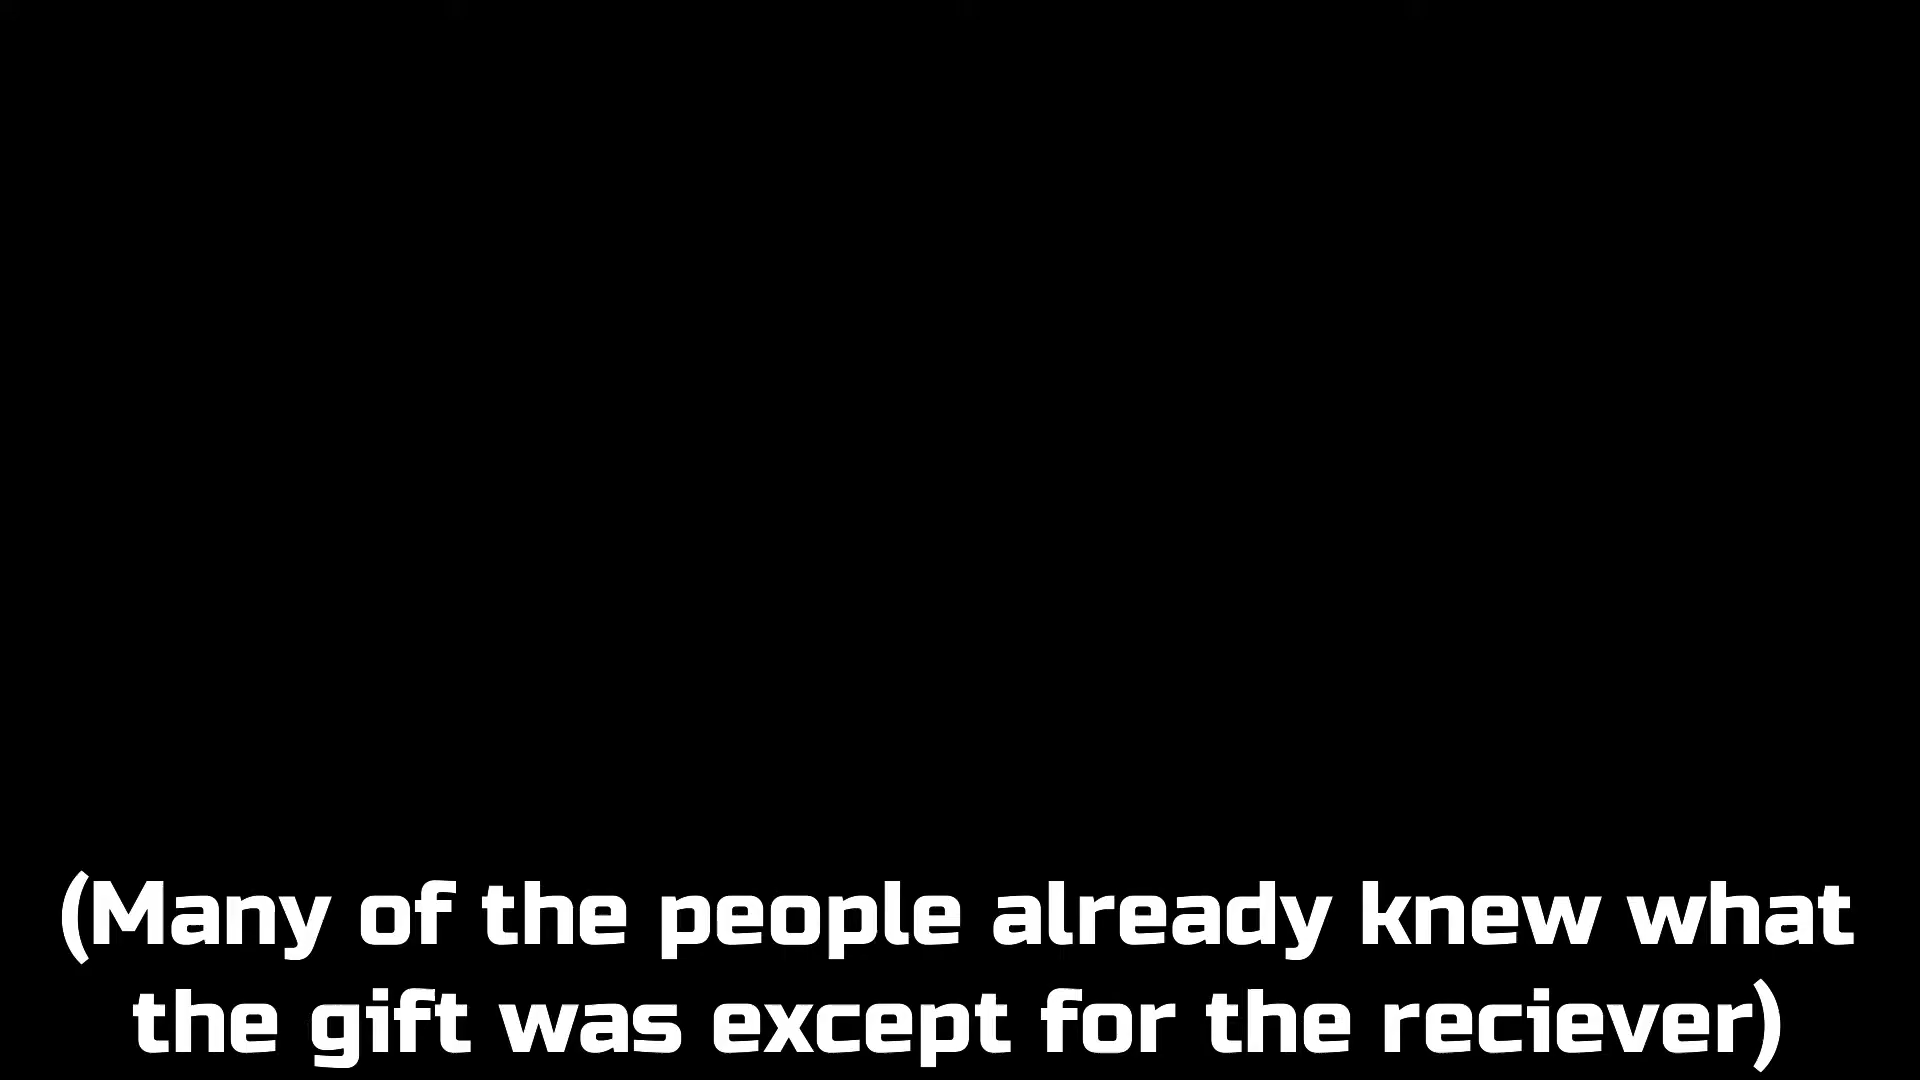 (Many of the people already knew what
the gift was except for the reciever)